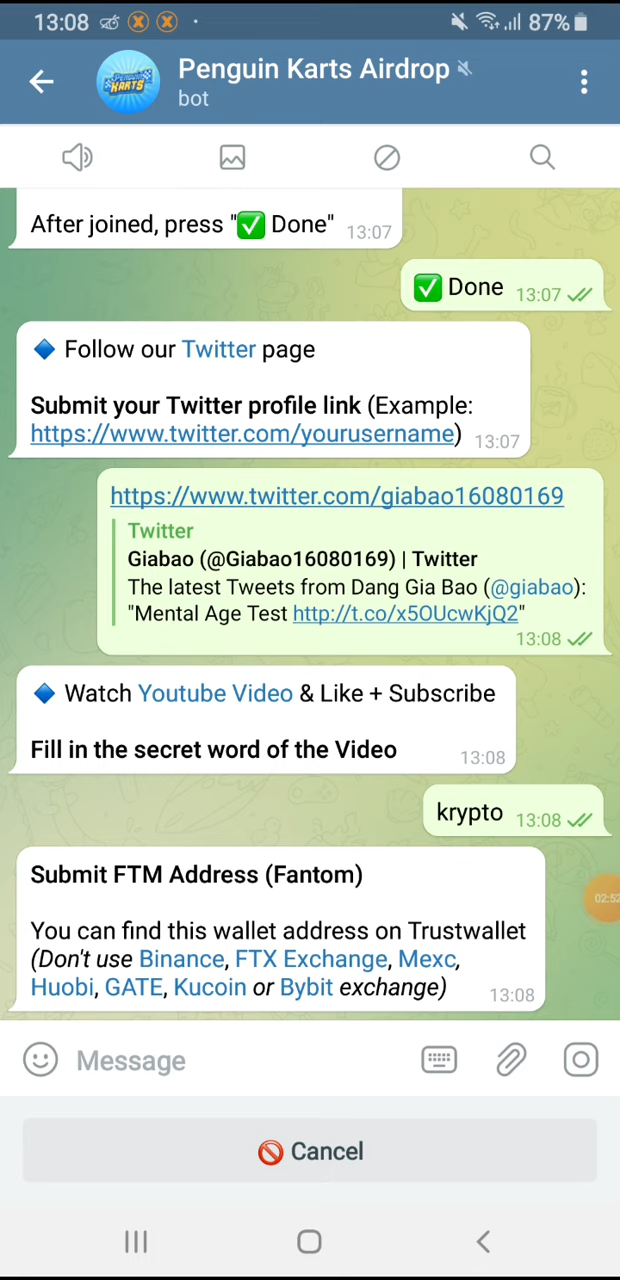 13:08
87%
Penguin Karts Airdrop
bot
PENGUIN
KARTS
After joined, press "✅ Done" 13:07
✅ Done 13:07
🔹 Follow our Twitter page
Submit your Twitter profile link (Example:
https://www.twitter.com/yourusername) 13:07
https://www.twitter.com/giabao16080169
Twitter
Giabao (@Giabao16080169) | Twitter
The latest Tweets from Dang Gia Bao (@giabao):
"Mental Age Test http://t.co/x5OUcwKjQ2"
13:08
🔹 Watch Youtube Video & Like + Subscribe
Fill in the secret word of the Video 13:08
krypto 13:08
Submit FTM Address (Fantom)
02:52
You can find this wallet address on Trustwallet
(Don't use Binance, FTX Exchange, Mexc,
Huobi, GATE, Kucoin or Bybit exchange) 13:08
Message
🚫 Cancel